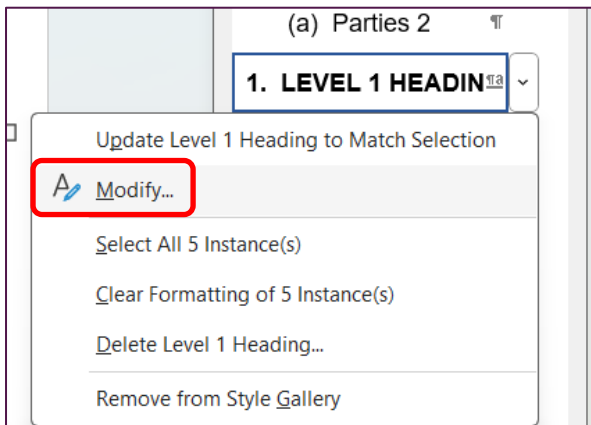 (a) Parties 2 ¶
1. LEVEL 1 HEADIN ¶a
Update Level 1 Heading to Match Selection
Modify...
Select All 5 Instance(s)
Clear Formatting of 5 Instance(s)
Delete Level 1 Heading...
Remove from Style Gallery